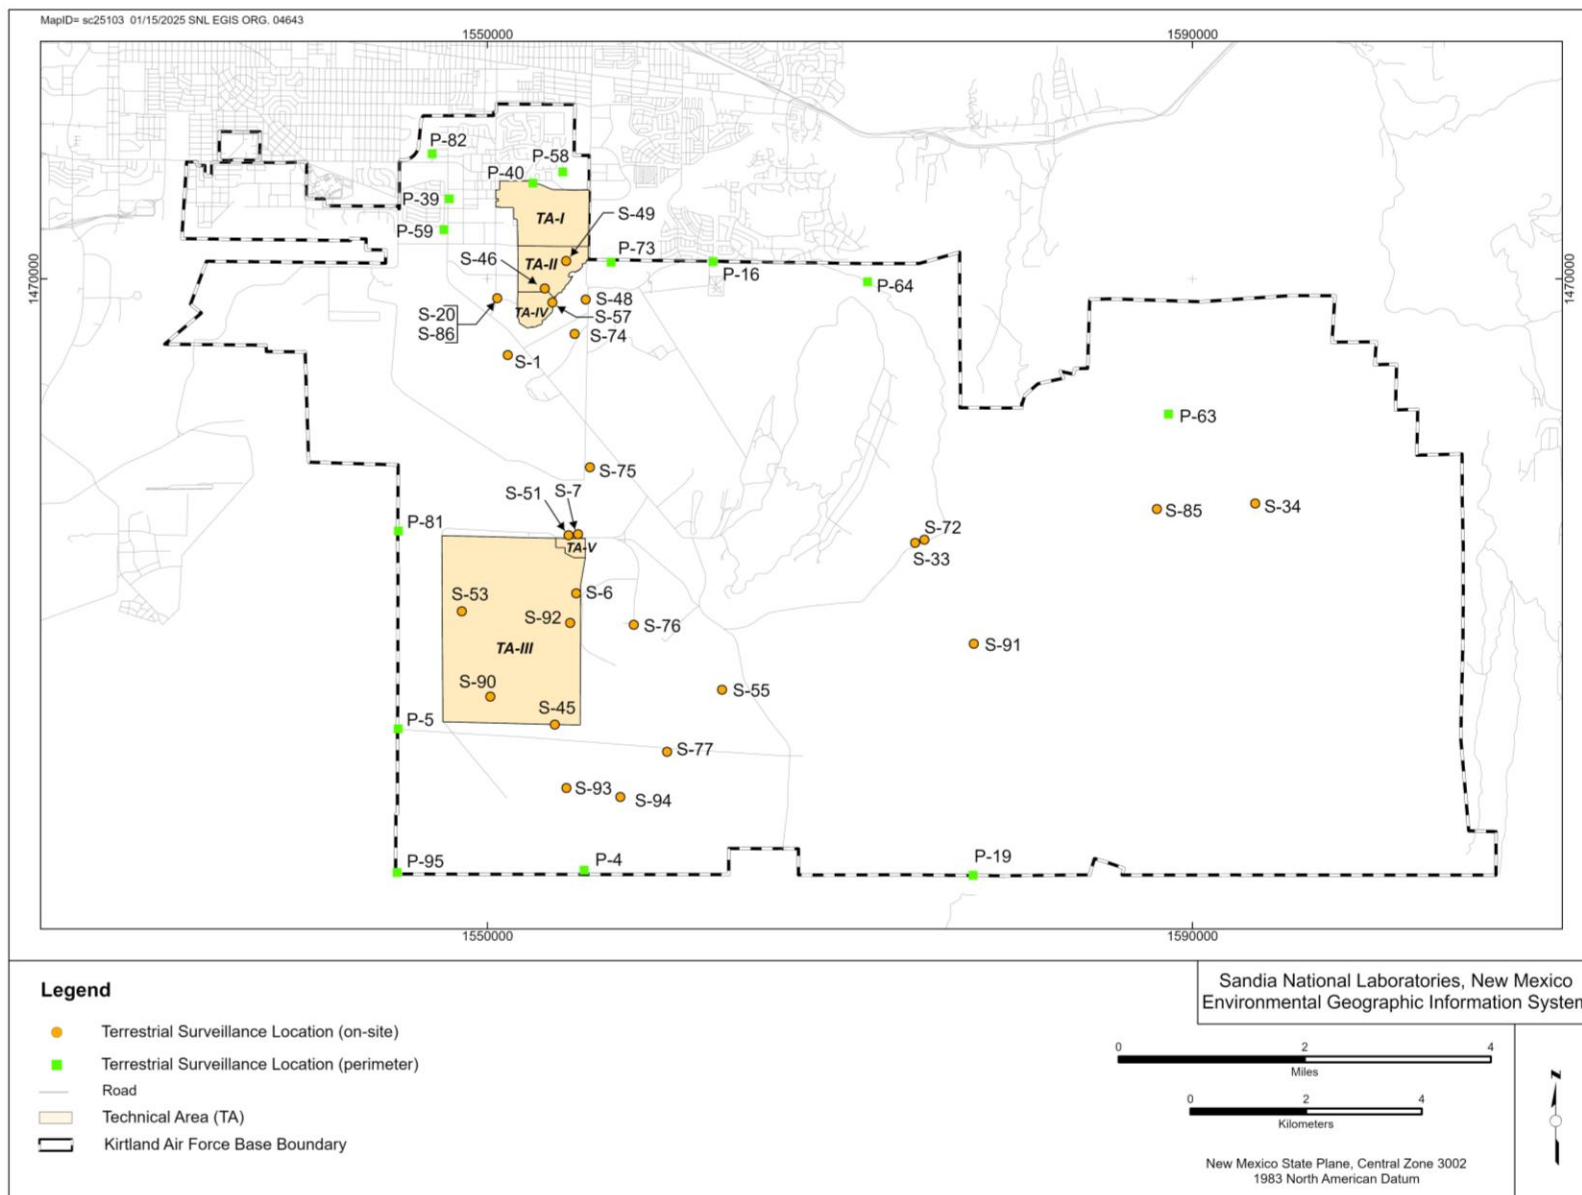 MapID= sc25103 01/15/2025 SNL EGIS ORG. 04643
1550000
1590000
P-82
P-58
P-40
P-39
TA-I
S-49
P-59
P-73
S-46
TA-II
P-16
1470000
1470000
P-64
S-48
S-20
TA-IV
S-57
S-86
S-74
S-1
P-63
S-75
S-7
S-51
S-85
S-34
P-81
S-72
TA-V
S-33
S-53
S-6
S-92
S-76
TA-III
S-91
S-90
S-55
S-45
P-5
S-77
S-93
S-94
P-95
P-4
P-19
1550000
1590000
Legend
Terrestrial Surveillance Location (on-site)
Terrestrial Surveillance Location (perimeter)
Road
Technical Area (TA)
Kirtland Air Force Base Boundary
Sandia National Laboratories, New Mexico
Environmental Geographic Information System
0 2 4
Miles
0 2 4
Kilometers
New Mexico State Plane, Central Zone 3002
1983 North American Datum
N